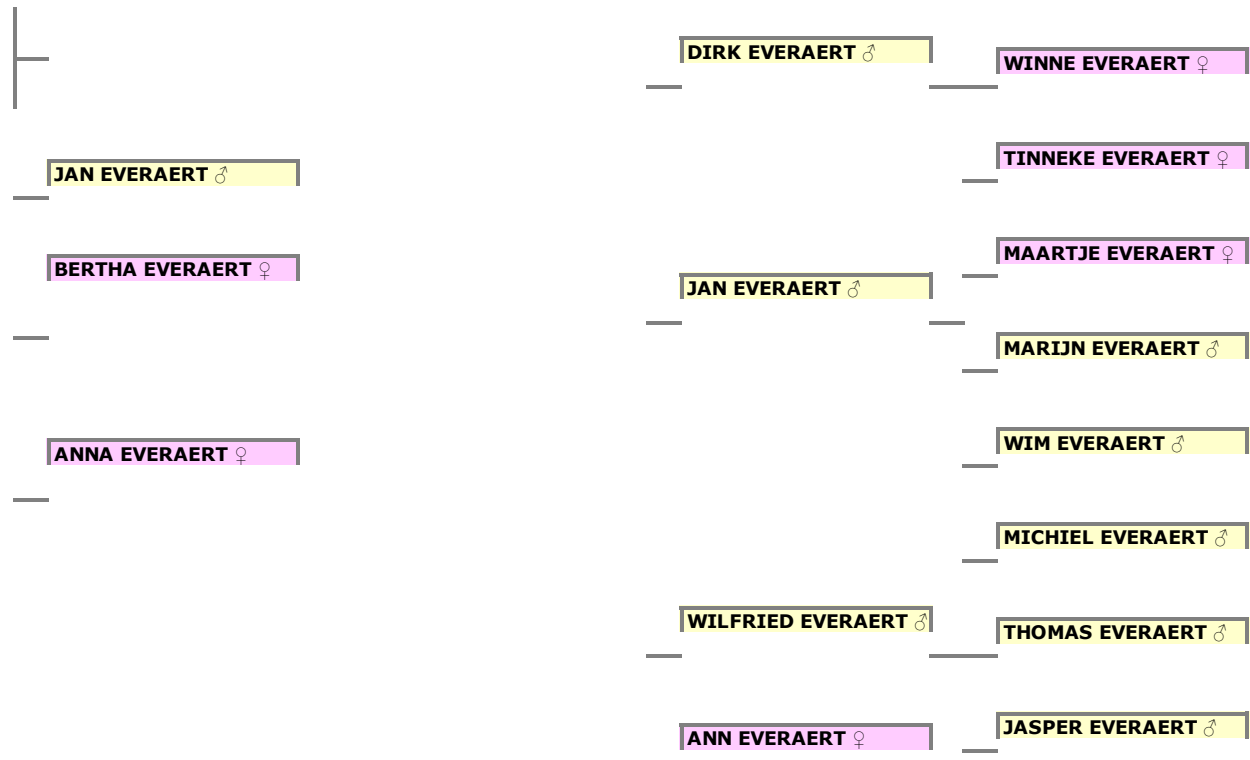 JAN EVERAERT ♂
BERTHA EVERAERT ♀
ANNA EVERAERT ♀
DIRK EVERAERT ♂
JAN EVERAERT ♂
WILFRIED EVERAERT ♂
ANN EVERAERT ♀
WINNE EVERAERT ♀
TINNEKE EVERAERT ♀
MAARTJE EVERAERT ♀
MARIJN EVERAERT ♂
WIM EVERAERT ♂
MICHIEL EVERAERT ♂
THOMAS EVERAERT ♂
JASPER EVERAERT ♂